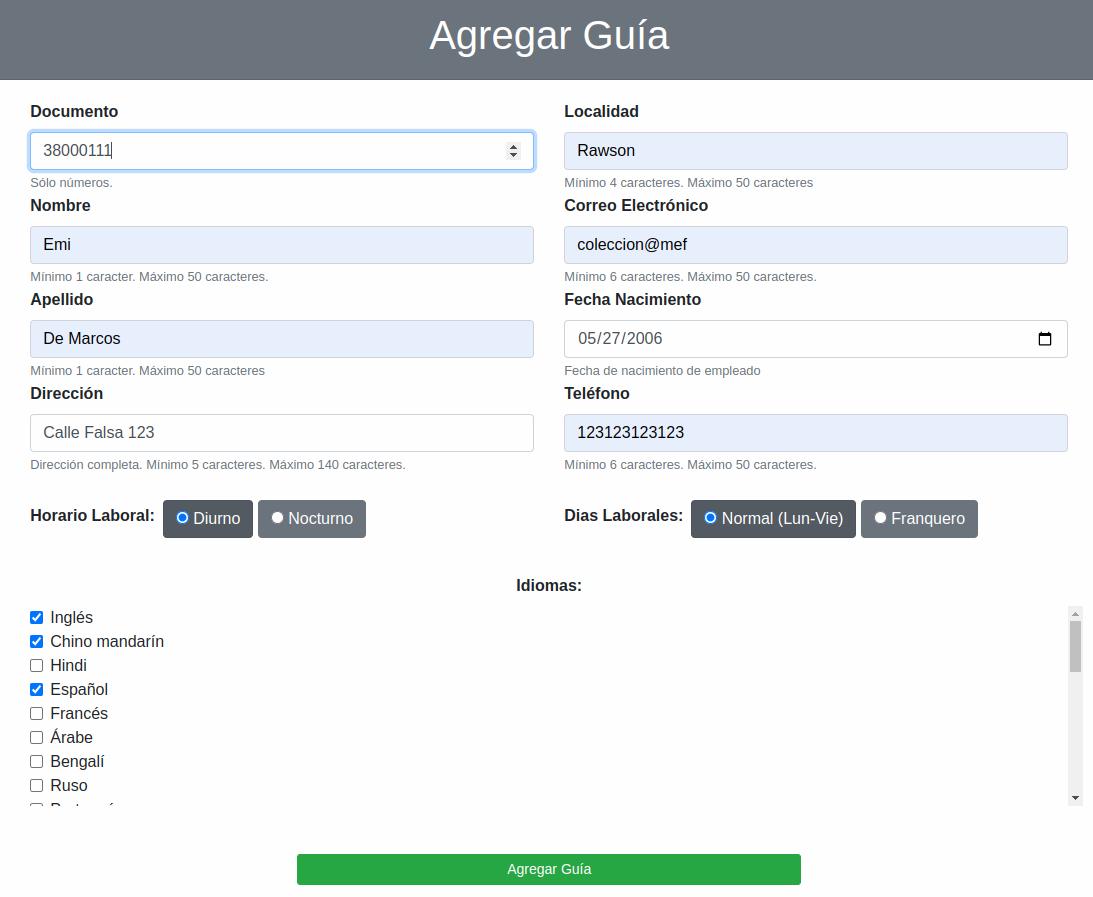 Agregar Guía
Documento
38000111
Sólo números.
Nombre
Emi
Mínimo 1 caracter. Máximo 50 caracteres.
Apellido
De Marcos
Mínimo 1 caracter. Máximo 50 caracteres
Dirección
Calle Falsa 123
Dirección completa. Mínimo 5 caracteres. Máximo 140 caracteres.
Localidad
Rawson
Mínimo 4 caracteres. Máximo 50 caracteres
Correo Electrónico
coleccion@mef
Mínimo 6 caracteres. Máximo 50 caracteres.
Fecha Nacimiento
05/27/2006
Fecha de nacimiento de empleado
Teléfono
123123123123
Mínimo 6 caracteres. Máximo 50 caracteres.
Horario Laboral: Diurno Nocturno
Dias Laborales: Normal (Lun-Vie) Franquero
Idiomas:
Inglés
Chino mandarín
Hindi
Español
Francés
Árabe
Bengalí
Ruso
Agregar Guía